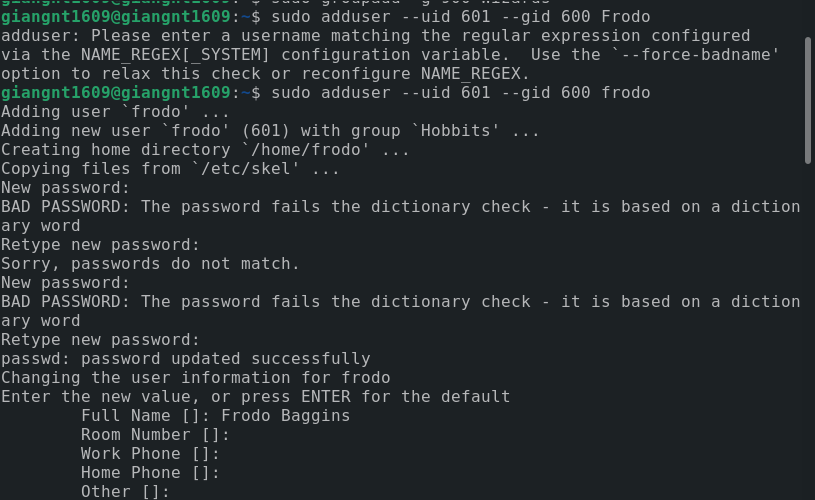 giangnt1609@giangnt1609:~$ sudo adduser --uid 601 --gid 600 Frodo
adduser: Please enter a username matching the regular expression configured
via the NAME_REGEX[_SYSTEM] configuration variable.  Use the `--force-badname'
option to relax this check or reconfigure NAME_REGEX.
giangnt1609@giangnt1609:~$ sudo adduser --uid 601 --gid 600 frodo
Adding user `frodo' ...
Adding new user `frodo' (601) with group `Hobbits' ...
Creating home directory `/home/frodo' ...
Copying files from `/etc/skel' ...
New password:
BAD PASSWORD: The password fails the dictionary check - it is based on a diction
ary word
Retype new password:
Sorry, passwords do not match.
New password:
BAD PASSWORD: The password fails the dictionary check - it is based on a diction
ary word
Retype new password:
passwd: password updated successfully
Changing the user information for frodo
Enter the new value, or press ENTER for the default
        Full Name []: Frodo Baggins
        Room Number []:
        Work Phone []:
        Home Phone []:
        Other []: